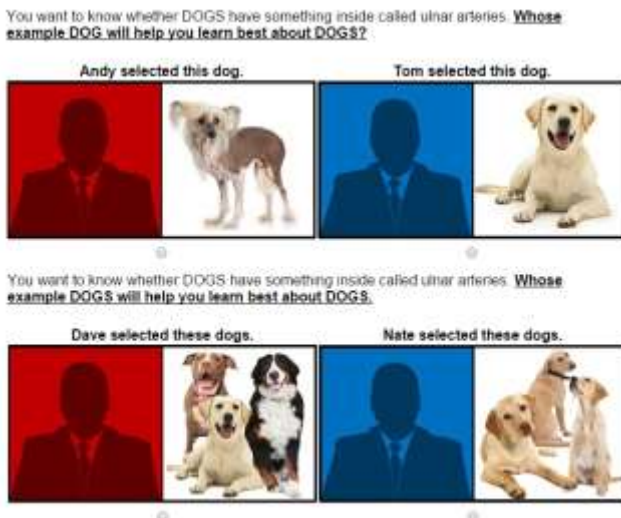 You want to know whether DOGS have something inside called ulnar arteries. Whose
example DOG will help you learn best about DOGS?
Andy selected this dog.
Tom selected this dog.
You want to know whether DOGS have something inside called ulnar arteries. Whose
example DOGS will help you learn best about DOGS.
Dave selected these dogs.
Nate selected these dogs.